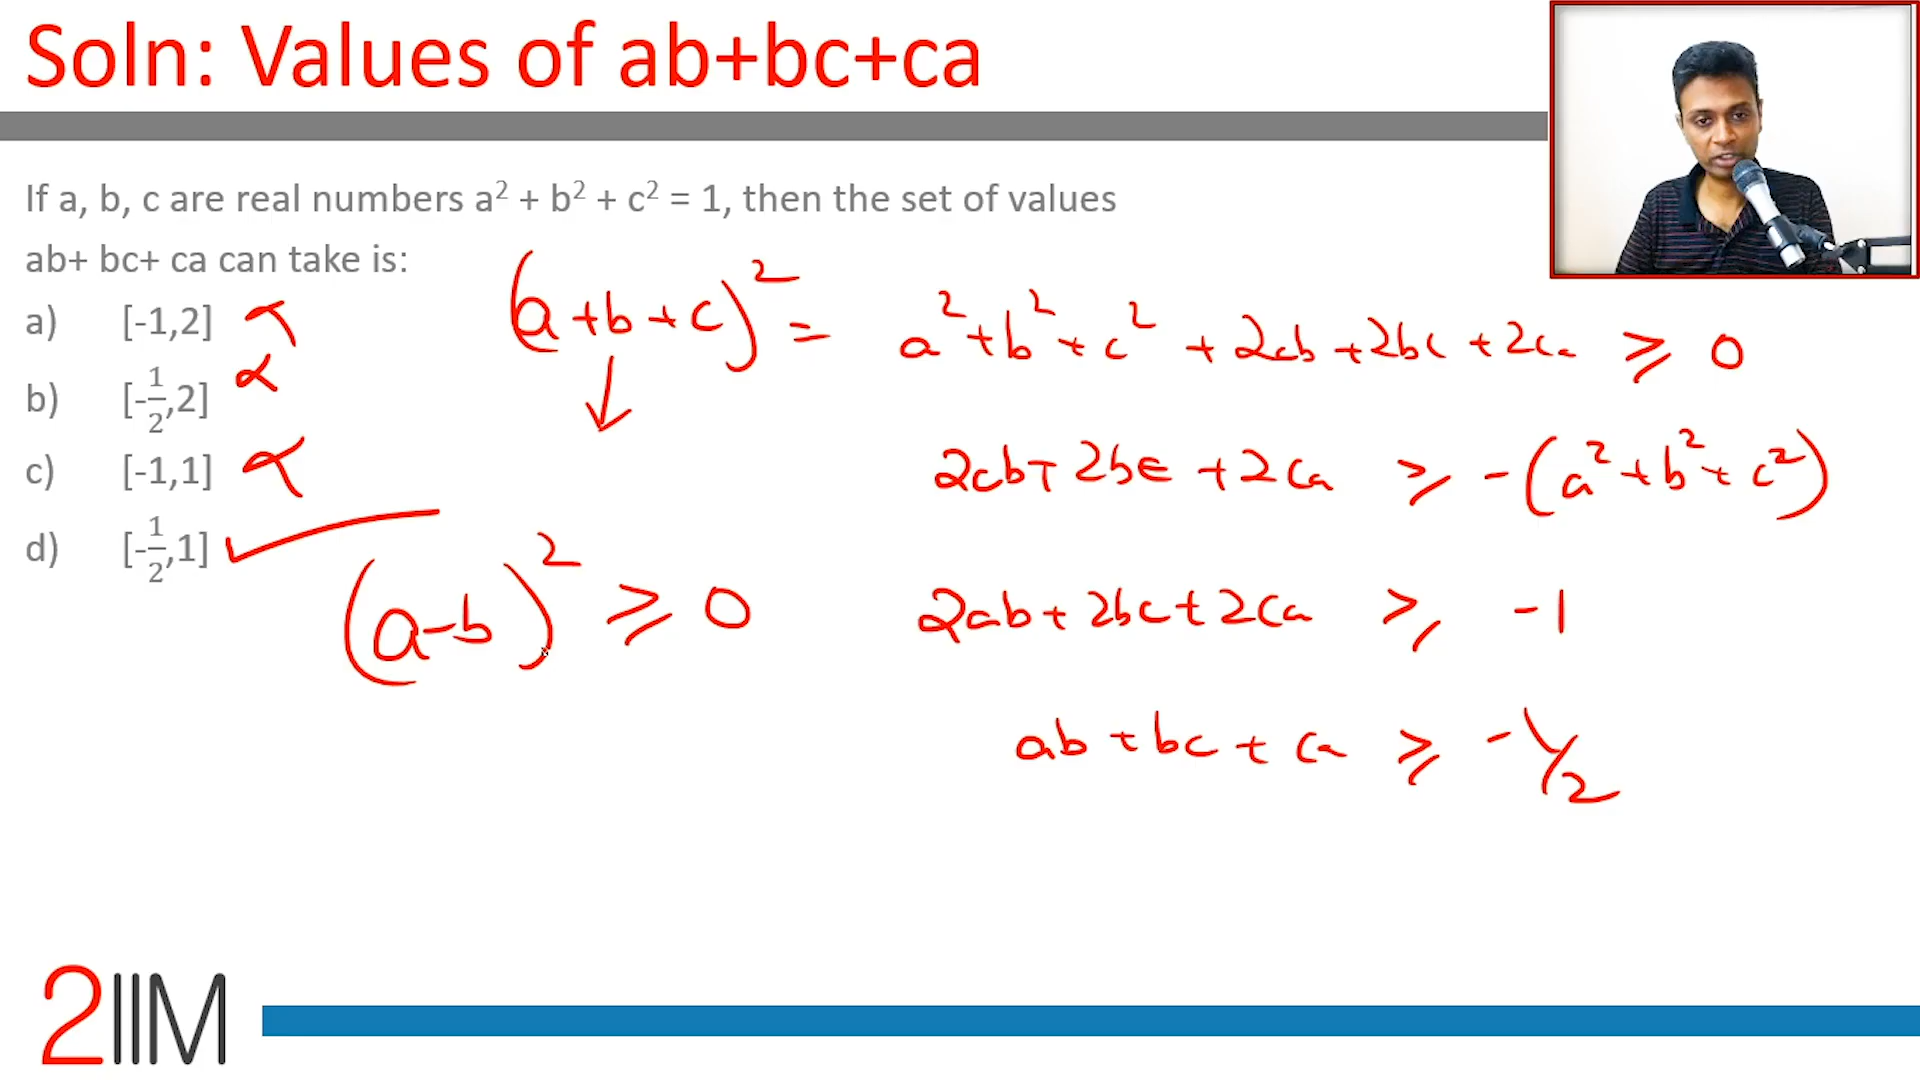 Soln: Values of ab+bc+ca
If a, b, c are real numbers a² + b² + c² = 1, then the set of values
ab+ bc+ ca can take is:
a) [-1,2]
b) [-1/2,2]
c) [-1,1]
d) [-1/2,1]
(a+b+c)² = a²+b²+c²+2ab+2bc+2ca ≥ 0
2ab+2bc+2ca ≥ -(a²+b²+c²)
(a-b)² ≥ 0
2ab+2bc+2ca ≥ -1
ab+bc+ca ≥ -1/2
2IIM